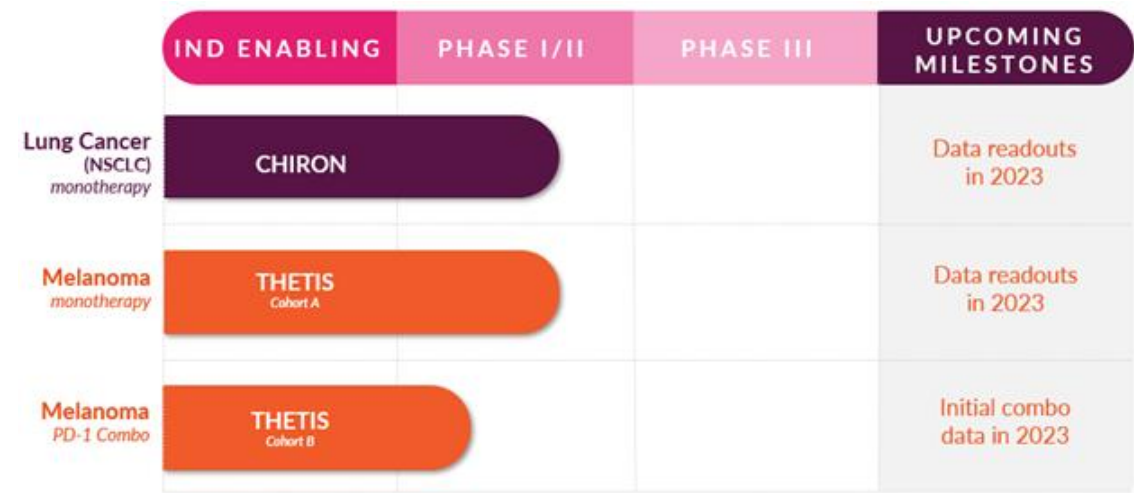 IND ENABLING
PHASE I/II
PHASE III
UPCOMING
MILESTONES
Lung Cancer
(NSCLC)
monotherapy
CHIRON
Data readouts
in 2023
Melanoma
monotherapy
THETIS
Cohort A
Data readouts
in 2023
Melanoma
PD-1 Combo
THETIS
Cohort B
Initial combo
data in 2023